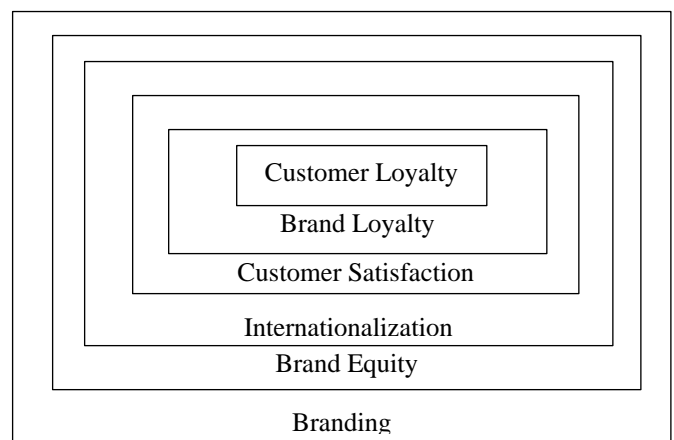 Customer Loyalty
Brand Loyalty
Customer Satisfaction
Internationalization
Brand Equity
Branding